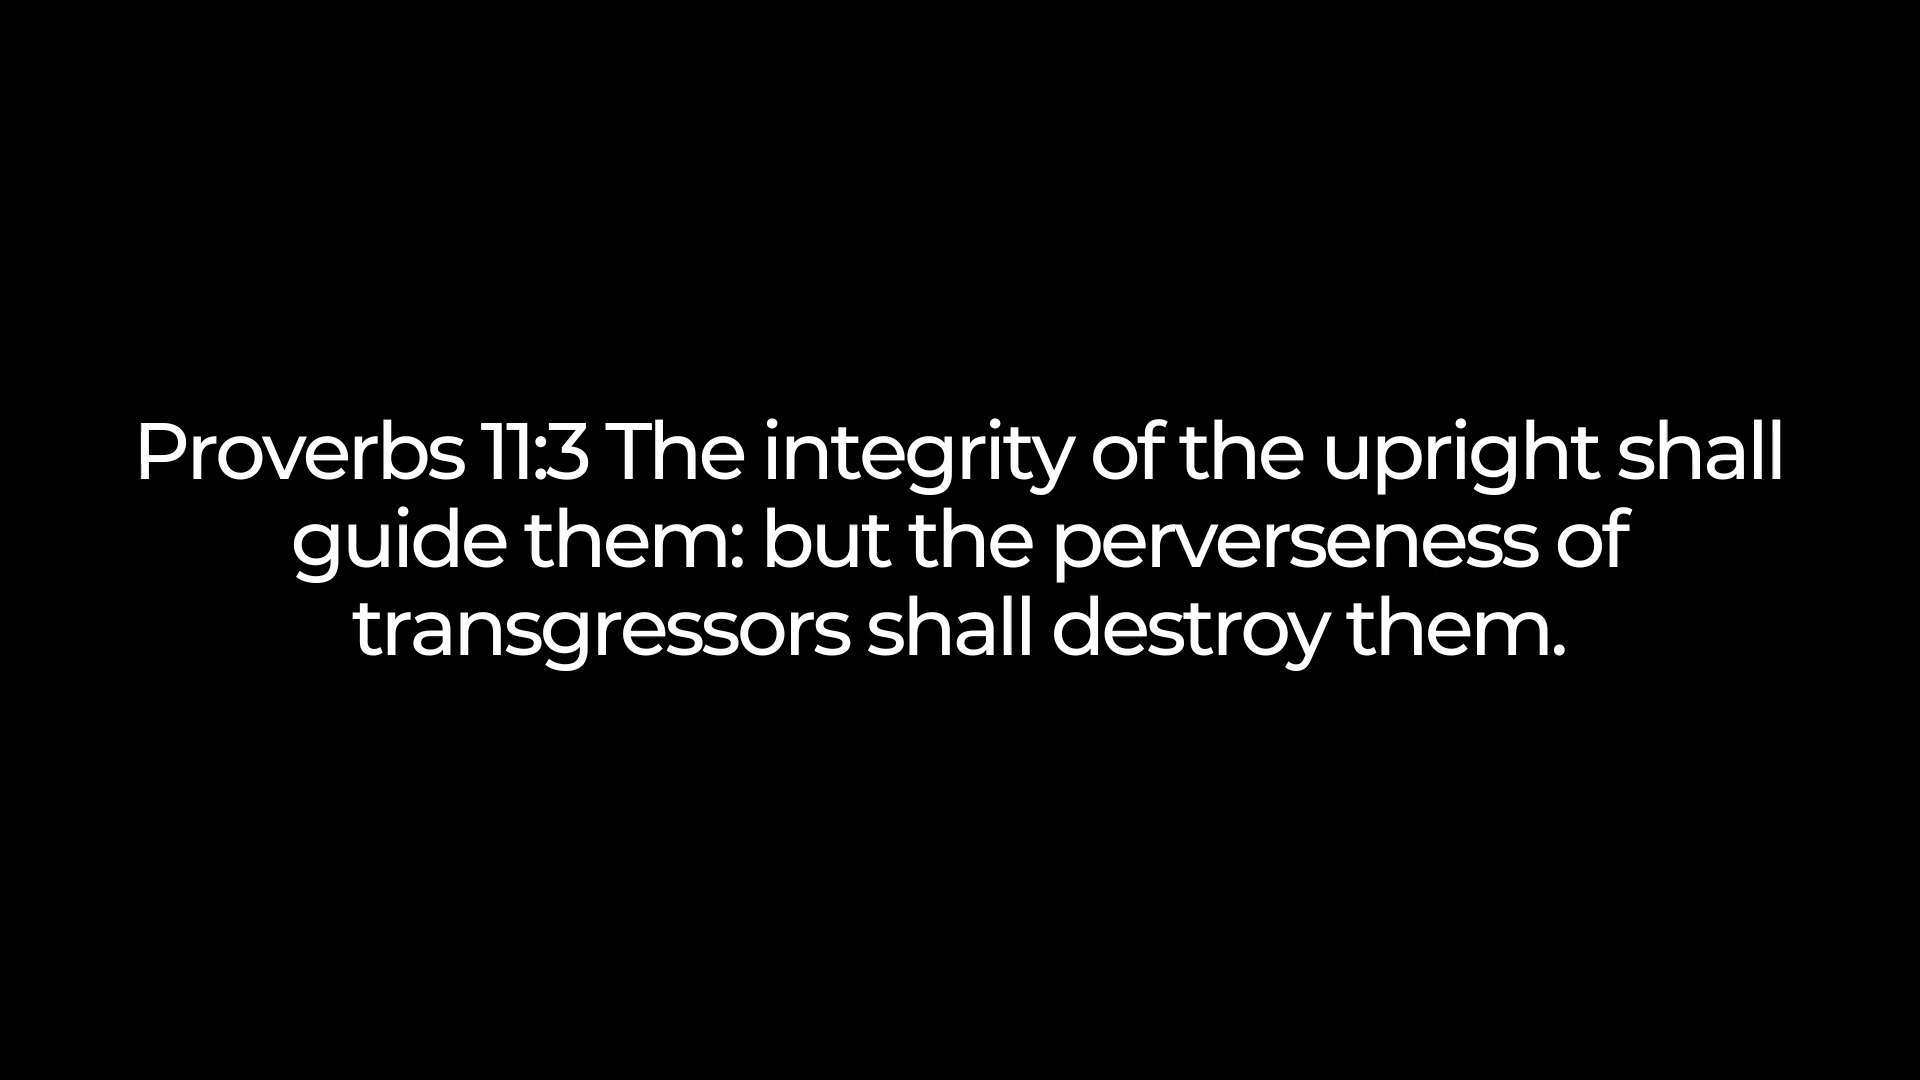 Proverbs 11:3 The integrity of the upright shall
guide them: but the perverseness of
transgressors shall destroy them.